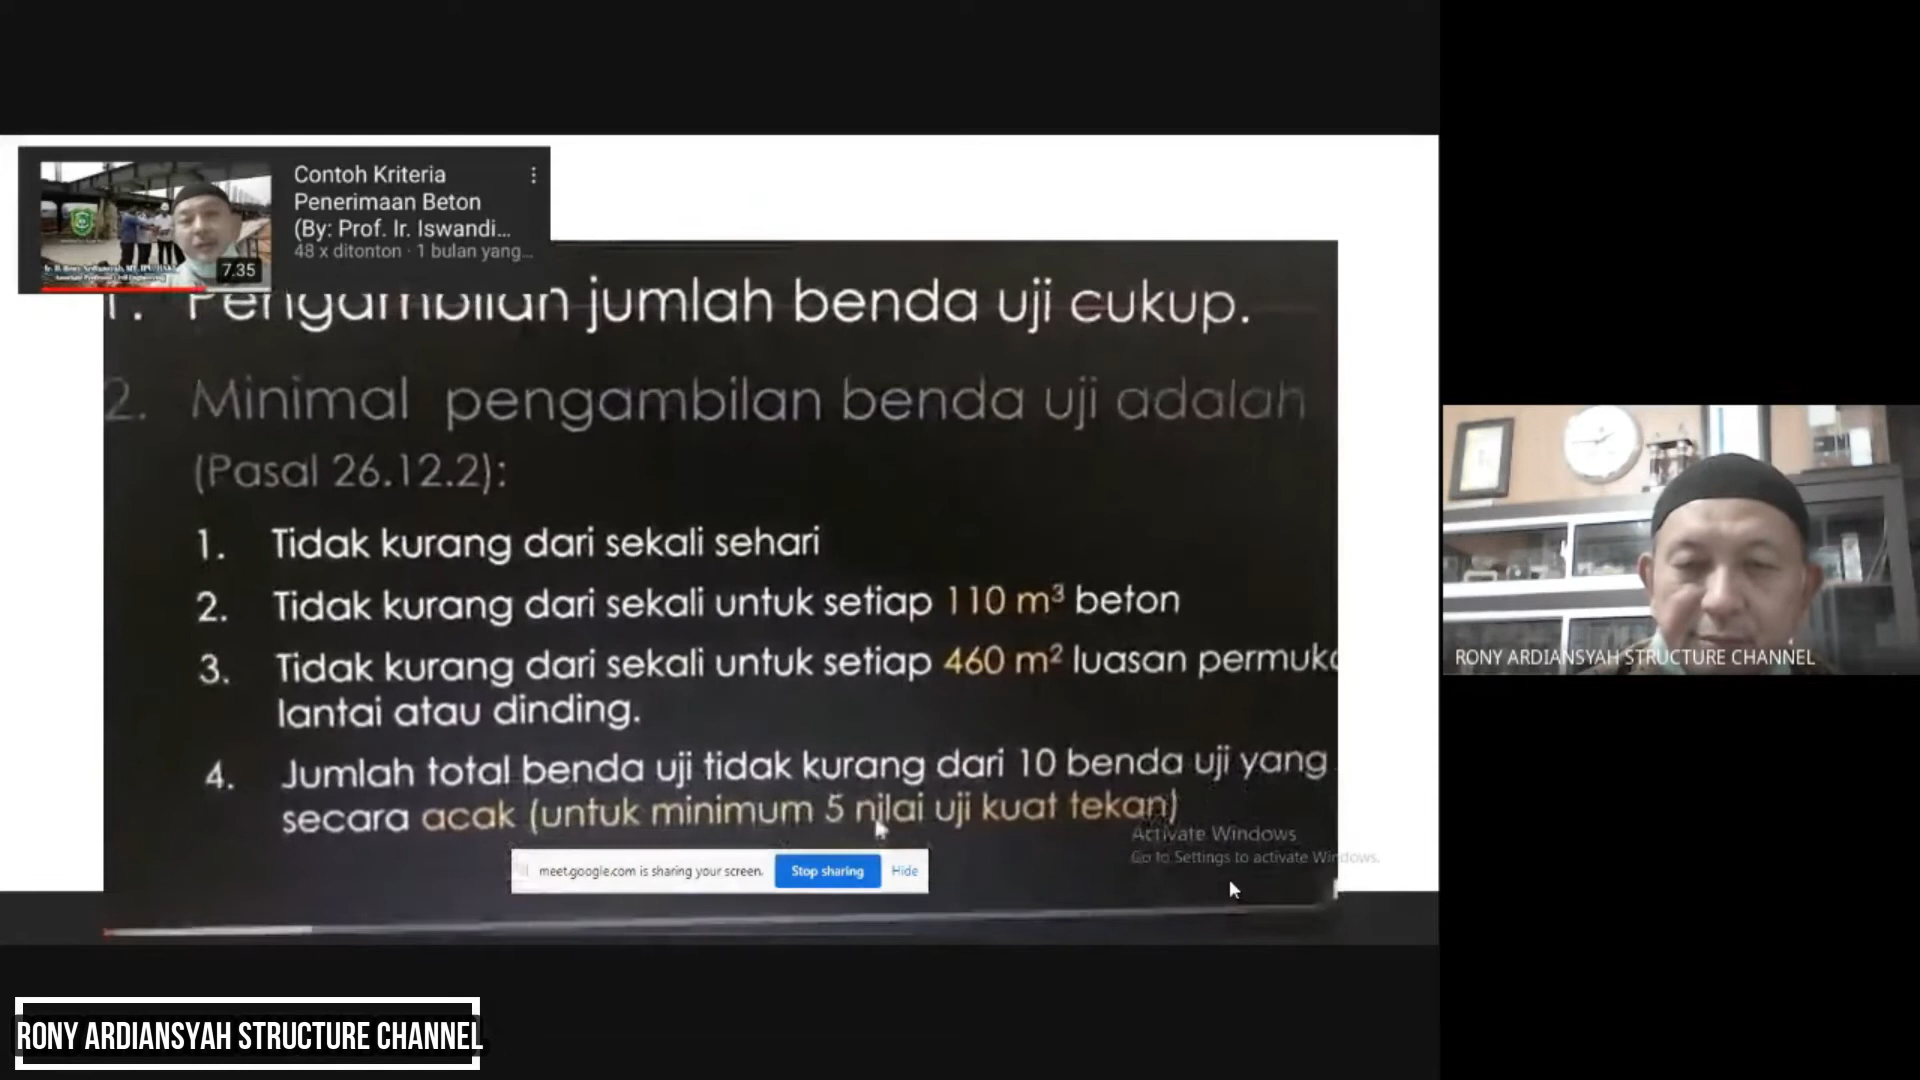 Contoh Kriteria
Penerimaan Beton
(By: Prof. Ir. Iswandi...
48 x ditonton · 1 bulan yang...
7.35
1. Pengambilan jumlah benda uji cukup.
2. Minimal pengambilan benda uji adalah
(Pasal 26.12.2):
1. Tidak kurang dari sekali sehari
2. Tidak kurang dari sekali untuk setiap 110 m³ beton
3. Tidak kurang dari sekali untuk setiap 460 m² luasan permuka
lantai atau dinding.
4. Jumlah total benda uji tidak kurang dari 10 benda uji yang
secara acak (untuk minimum 5 nilai uji kuat tekan)
Activate Windows
Go to Settings to activate Windows.
meet.google.com is sharing your screen.
Stop sharing
Hide
RONY ARDIANSYAH STRUCTURE CHANNEL
RONY ARDIANSYAH STRUCTURE CHANNEL